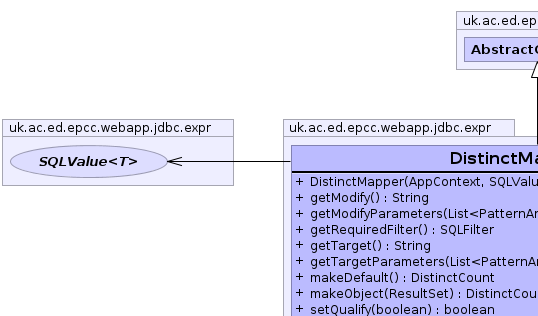 uk.ac.ed.
AbstractC
uk.ac.ed.epcc.webapp.jdbc.expr
SQLValue<T>
uk.ac.ed.epcc.webapp.jdbc.expr
DistinctMa
+ DistinctMapper(AppContext, SQLValu
+ getModify() : String
+ getModifyParameters(List<PatternAr
+ getRequiredFilter() : SQLFilter
+ getTarget() : String
+ getTargetParameters(List<PatternAr
+ makeDefault() : DistinctCount
+ makeObject(ResultSet) : DistinctCou
+ setQualify(boolean) : boolean